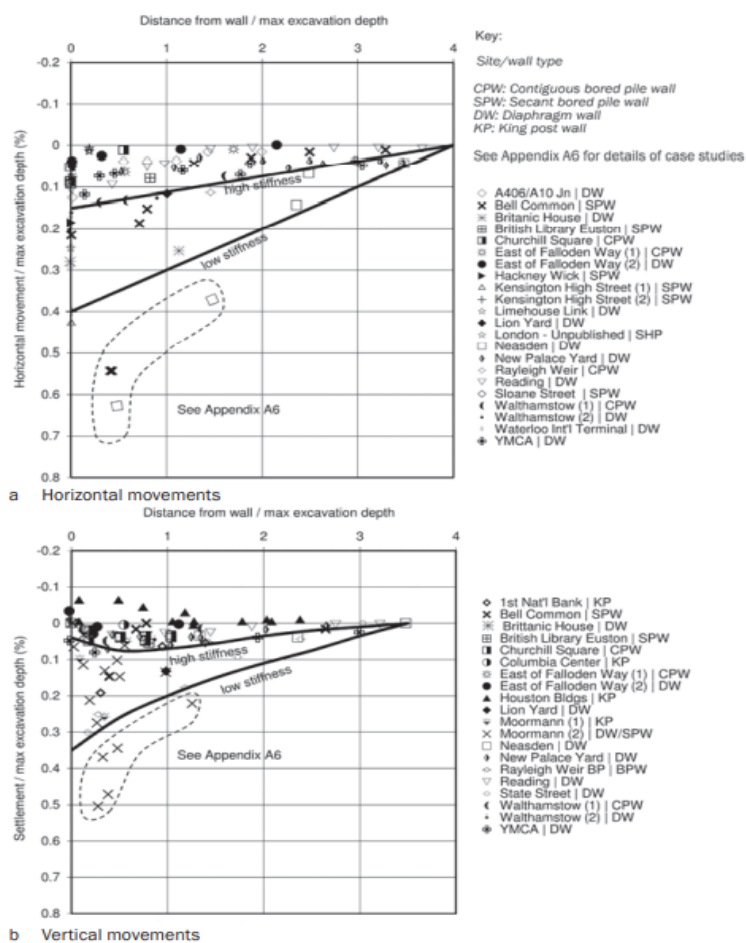 Distance from wall / max excavation depth
0 1 2 3 4
-0.2
-0.1
0
0.1
0.2
0.3
0.4
0.5
0.6
0.7
0.8
Horizontal movement / max excavation depth (%)
high stiffness
low stiffness
See Appendix A6
Key:
Site/wall type
CPW: Contiguous bored pile wall
SPW: Secant bored pile wall
DW: Diaphragm wall
KP: King post wall
See Appendix A6 for details of case studies
A406/A10 Jn | DW
Bell Common | SPW
Britanic House | DW
British Library Euston | SPW
Churchill Square | CPW
East of Falloden Way (1) | CPW
East of Falloden Way (2) | DW
Hackney Wick | SPW
Kensington High Street (1) | SPW
Kensington High Street (2) | SPW
Limehouse Link | DW
Lion Yard | DW
London - Unpublished | SHP
Neasden | DW
New Palace Yard | DW
Rayleigh Weir | CPW
Reading | DW
Sloane Street | SPW
Walthamstow (1) | CPW
Walthamstow (2) | DW
Waterloo Int'l Terminal | DW
YMCA | DW
a Horizontal movements
Distance from wall / max excavation depth
0 1 2 3 4
-0.2
-0.1
0
0.1
0.2
0.3
0.4
0.5
0.6
0.7
0.8
Settlement / max excavation depth (%)
high stiffness
low stiffness
See Appendix A6
1st Nat'l Bank | KP
Bell Common | SPW
Brittanic House | DW
British Library Euston | SPW
Churchill Square | CPW
Columbia Center | KP
East of Falloden Way (1) | CPW
East of Falloden Way (2) | DW
Houston Bldgs | KP
Lion Yard | DW
Moormann (1) | KP
Moormann (2) | DW/SPW
Neasden | DW
New Palace Yard | DW
Rayleigh Weir BP | BPW
Reading | DW
State Street | DW
Walthamstow (1) | CPW
Walthamstow (2) | DW
YMCA | DW
b Vertical movements